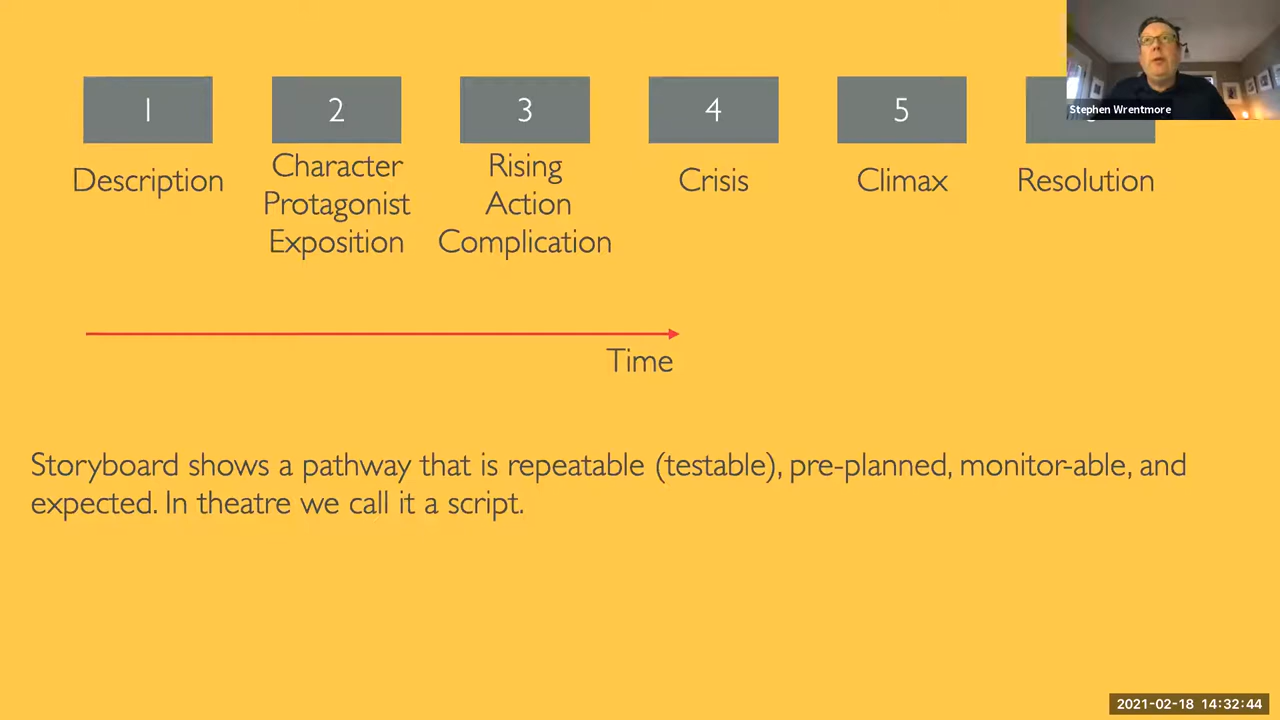 1 2 3 4 5
Stephen Wrentmore
Description Character Protagonist Exposition Rising Action Complication Crisis Climax Resolution
Time
Storyboard shows a pathway that is repeatable (testable), pre-planned, monitor-able, and
expected. In theatre we call it a script.
2021-02-18 14:32:44